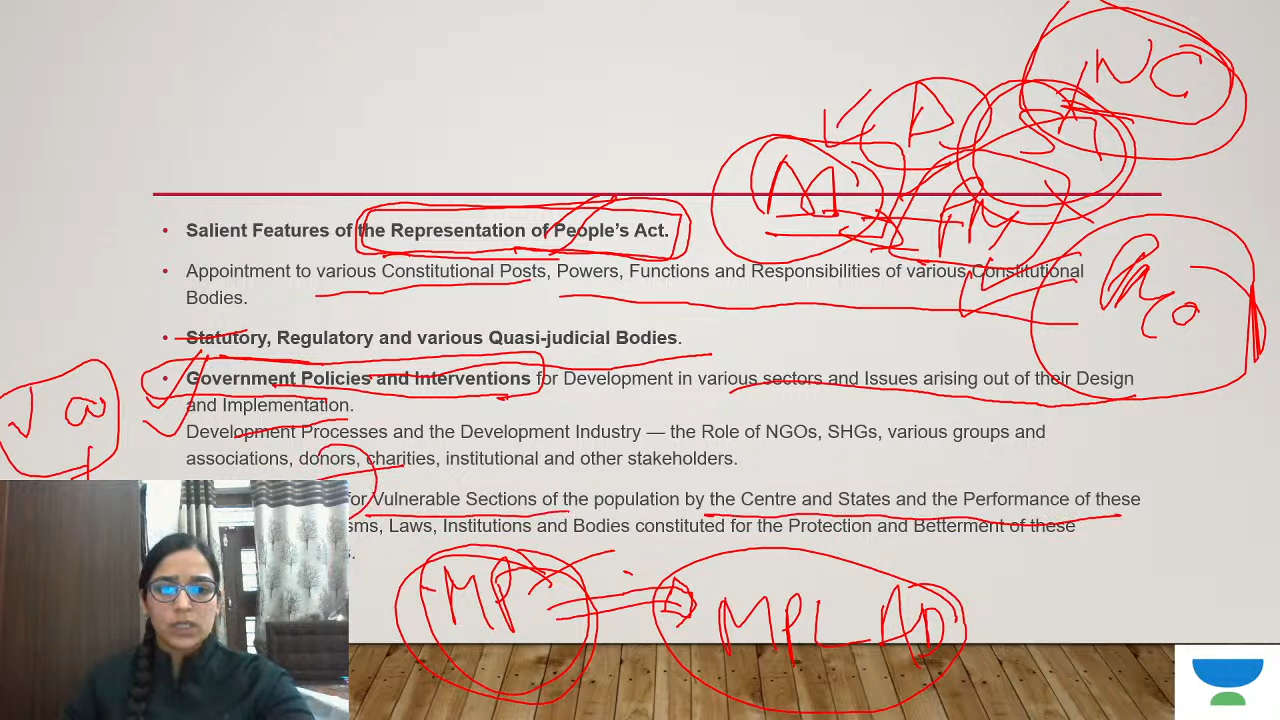 NC
P
M
PM
• Salient Features of the Representation of People's Act.
• Appointment to various Constitutional Posts, Powers, Functions and Responsibilities of various Constitutional
Bodies.
• Statutory, Regulatory and various Quasi-judicial Bodies.
• Government Policies and Interventions for Development in various sectors and Issues arising out of their Design
and Implementation.
Development Processes and the Development Industry — the Role of NGOs, SHGs, various groups and
associations, donors, charities, institutional and other stakeholders.
for Vulnerable Sections of the population by the Centre and States and the Performance of these
sms, Laws, Institutions and Bodies constituted for the Protection and Betterment of these
s.
MP
MPLAD